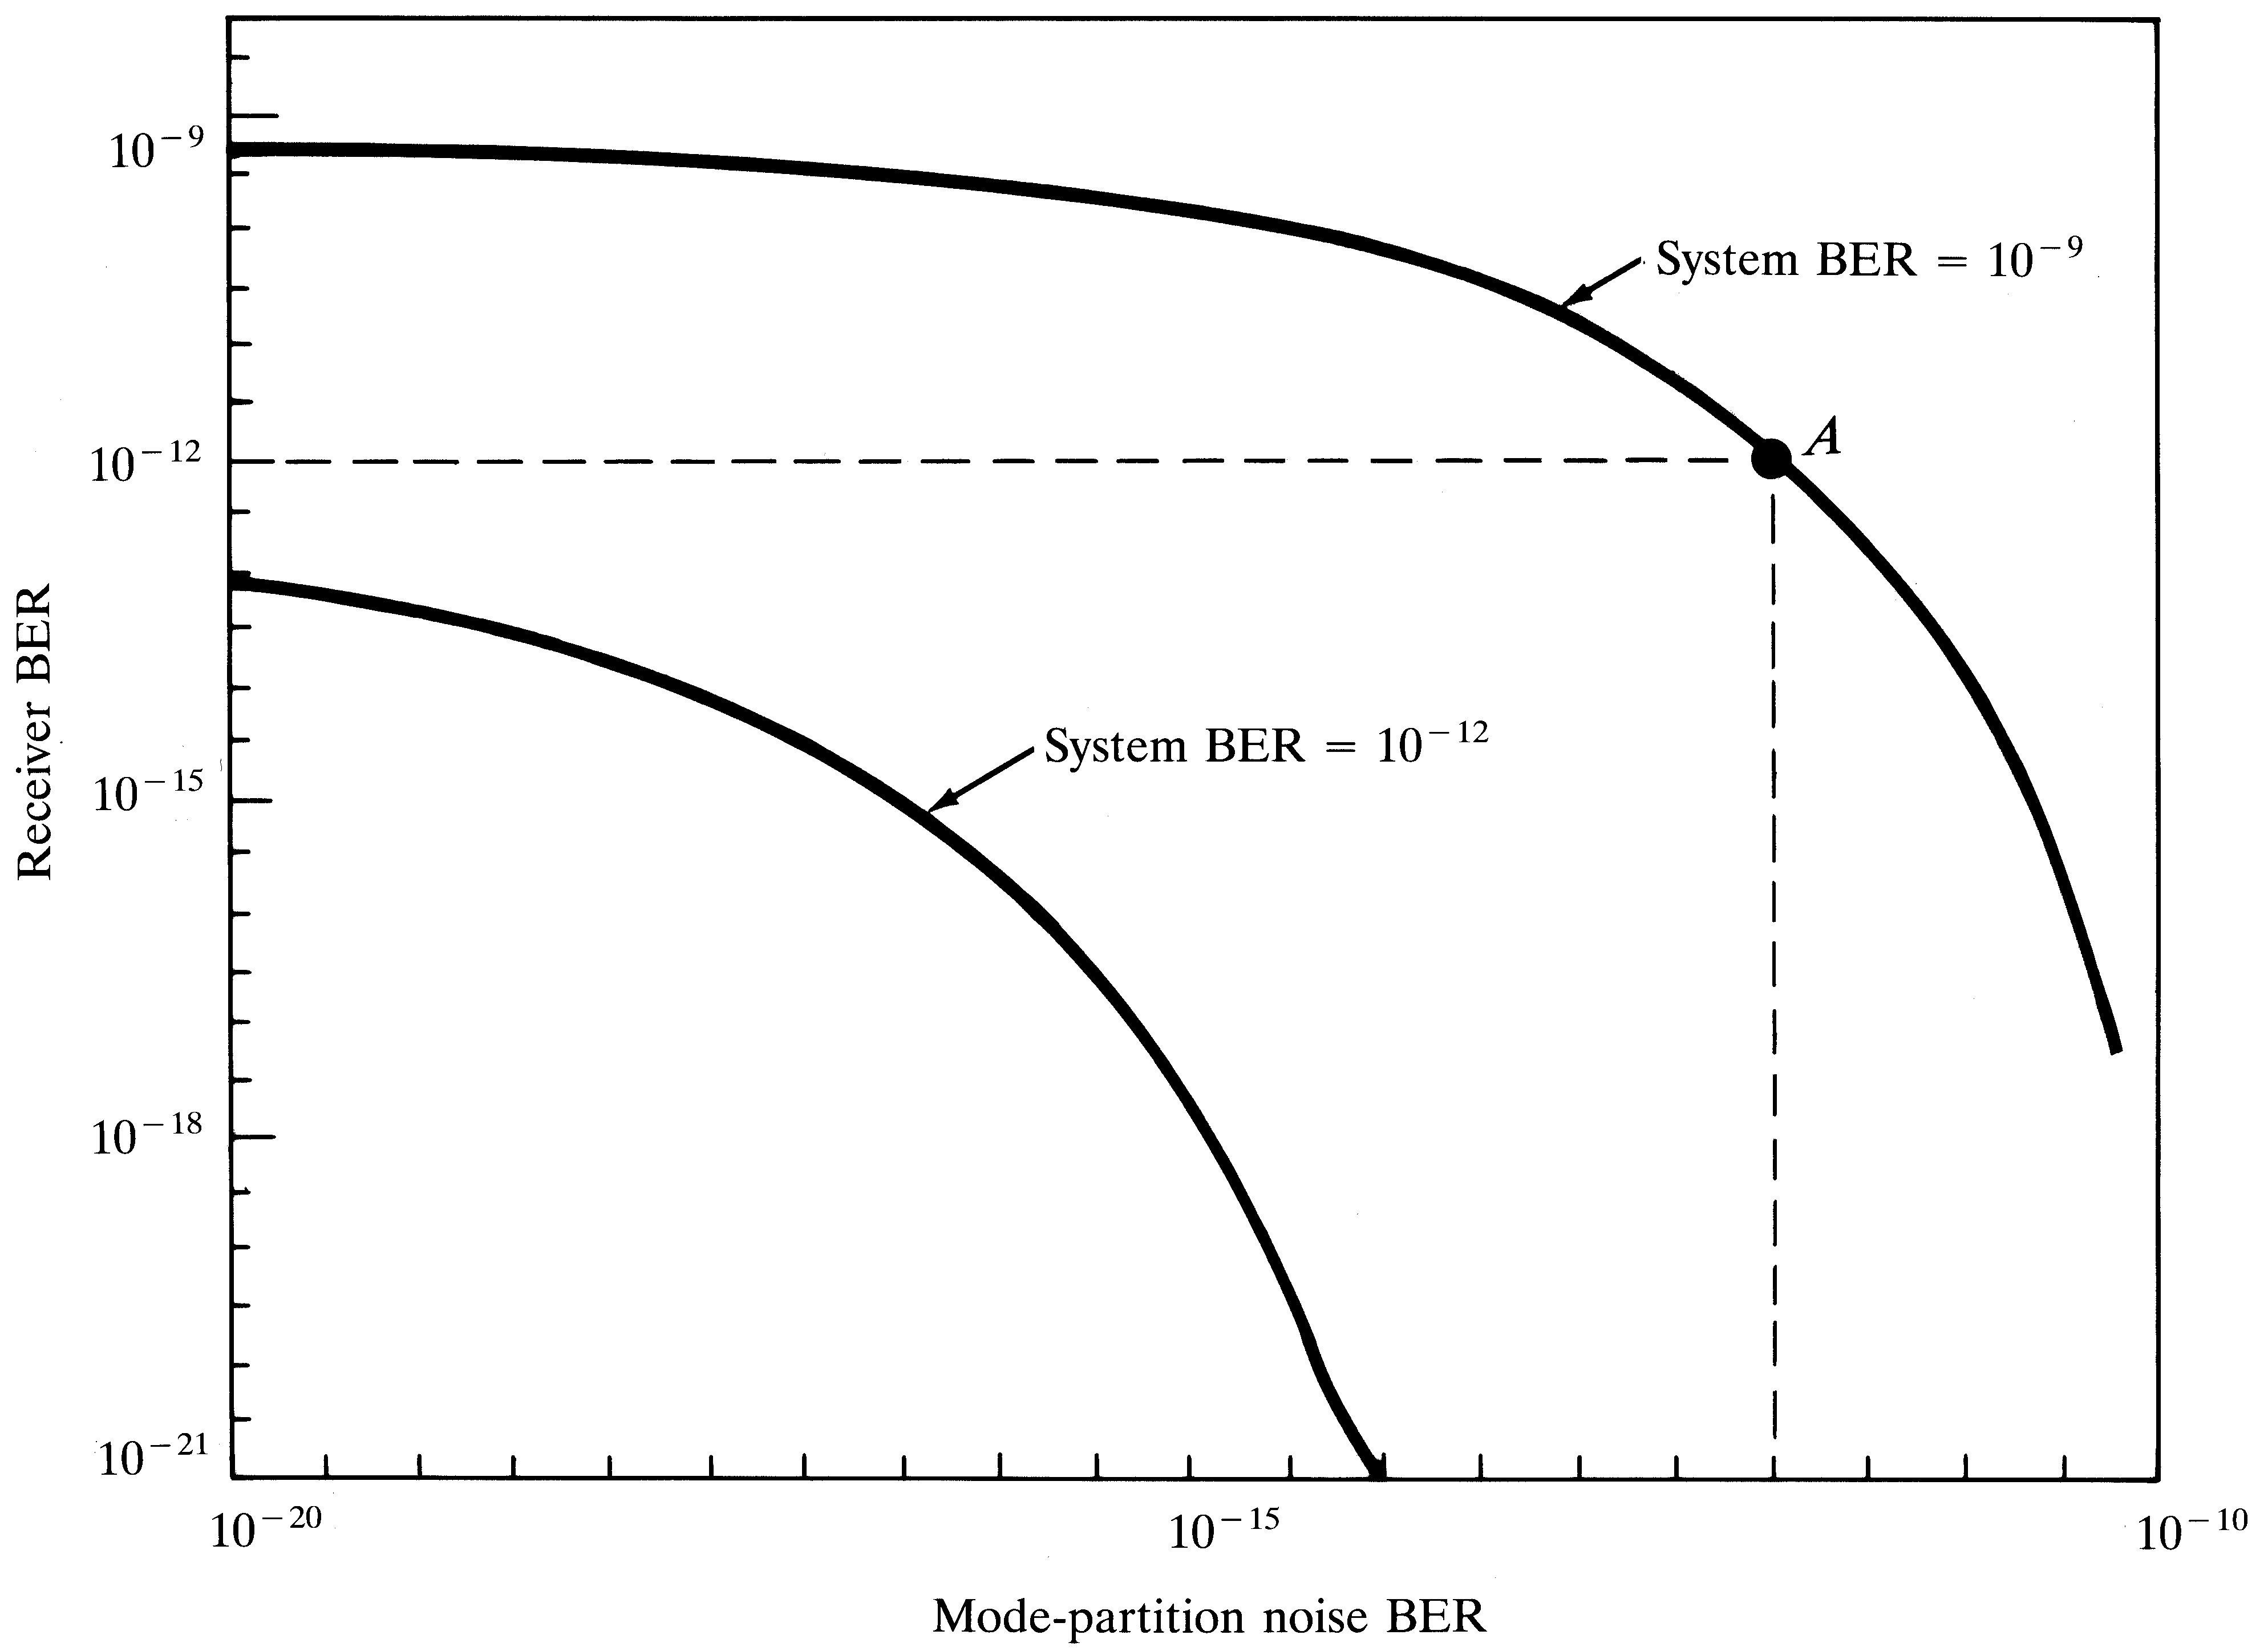 10⁻⁹
System BER = 10⁻⁹
A
10⁻¹²
Receiver BER
System BER = 10⁻¹²
10⁻¹⁵
10⁻¹⁸
10⁻²¹
10⁻²⁰ 10⁻¹⁵ 10⁻¹⁰
Mode-partition noise BER